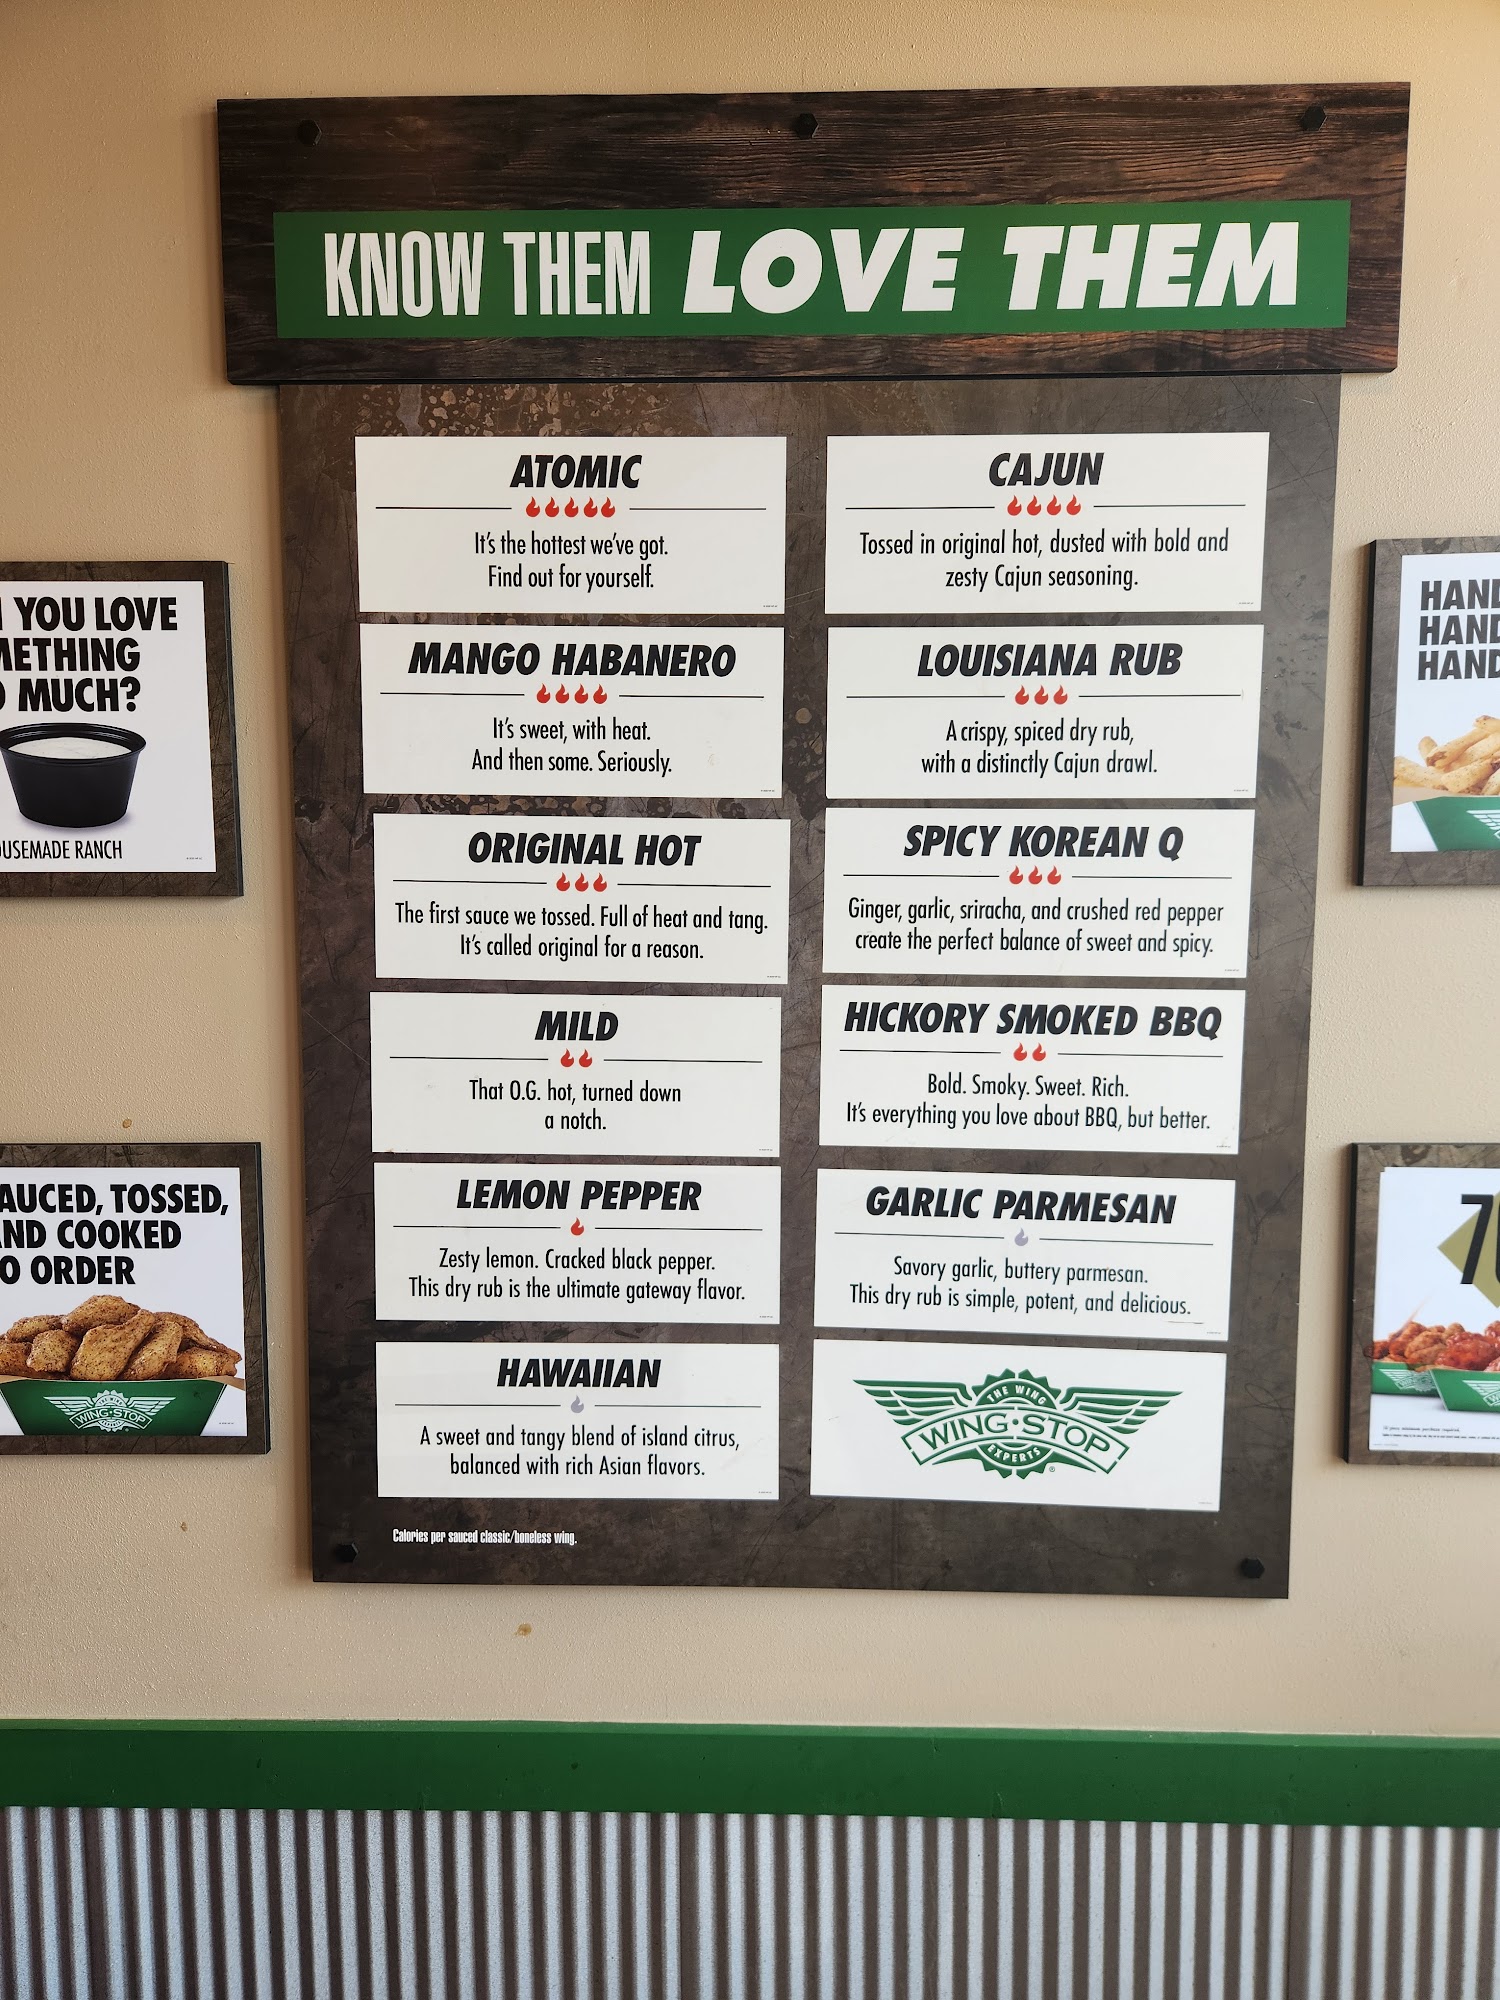 KNOW THEM LOVE THEM
ATOMIC
It's the hottest we've got.
Find out for yourself.
CAJUN
Tossed in original hot, dusted with bold and
zesty Cajun seasoning.
MANGO HABANERO
It's sweet, with heat.
And then some. Seriously.
LOUISIANA RUB
A crispy, spiced dry rub,
with a distinctly Cajun drawl.
ORIGINAL HOT
The first sauce we tossed. Full of heat and tang.
It's called original for a reason.
SPICY KOREAN Q
Ginger, garlic, sriracha, and crushed red pepper
create the perfect balance of sweet and spicy.
MILD
That O.G. hot, turned down
a notch.
HICKORY SMOKED BBQ
Bold. Smoky. Sweet. Rich.
It's everything you love about BBQ, but better.
LEMON PEPPER
Zesty lemon. Cracked black pepper.
This dry rub is the ultimate gateway flavor.
GARLIC PARMESAN
Savory garlic, buttery parmesan.
This dry rub is simple, potent, and delicious.
HAWAIIAN
A sweet and tangy blend of island citrus,
balanced with rich Asian flavors.
THE WING
WING·STOP
EXPERTS
®
Calories per sauced classic/boneless wing.
YOU LOVE
METHING
MUCH?
OUSEMADE RANCH
AUCED, TOSSED,
AND COOKED
O ORDER
WING·STOP
HAND
HAND
HAND
7